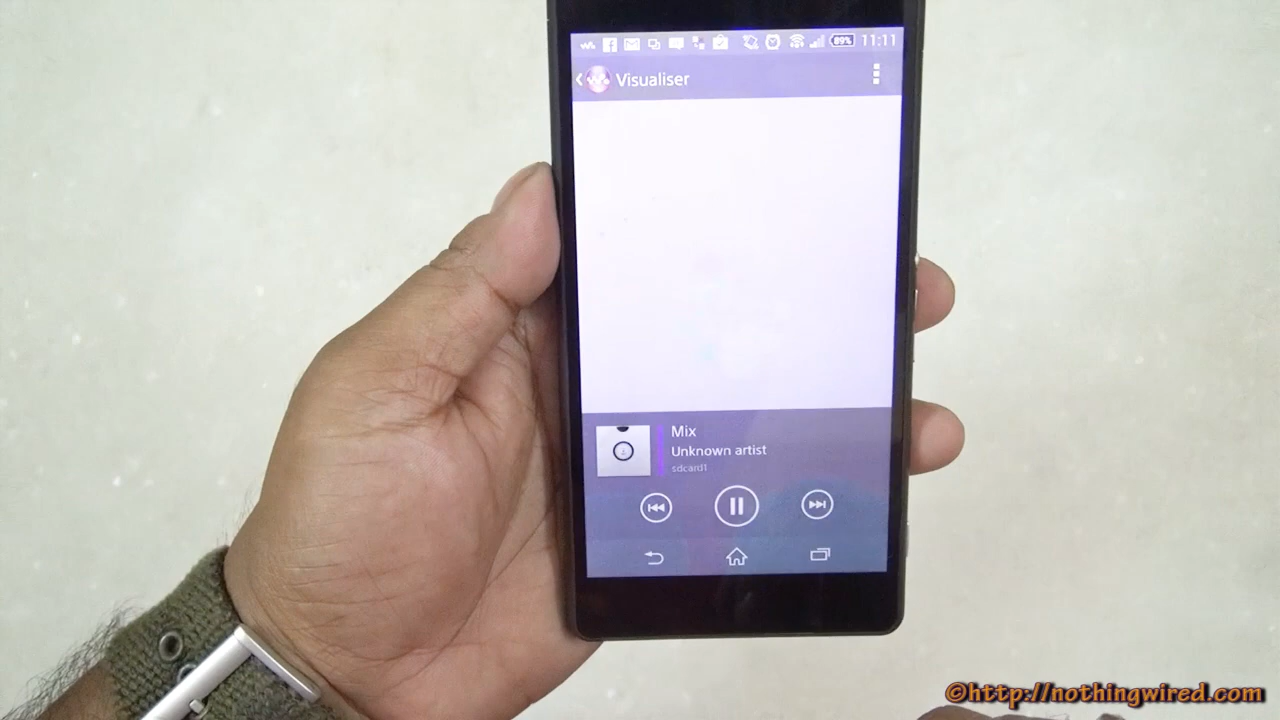 89% 11:11
Visualiser
Mix
Unknown artist
sdcard1
©http://nothingwired.com